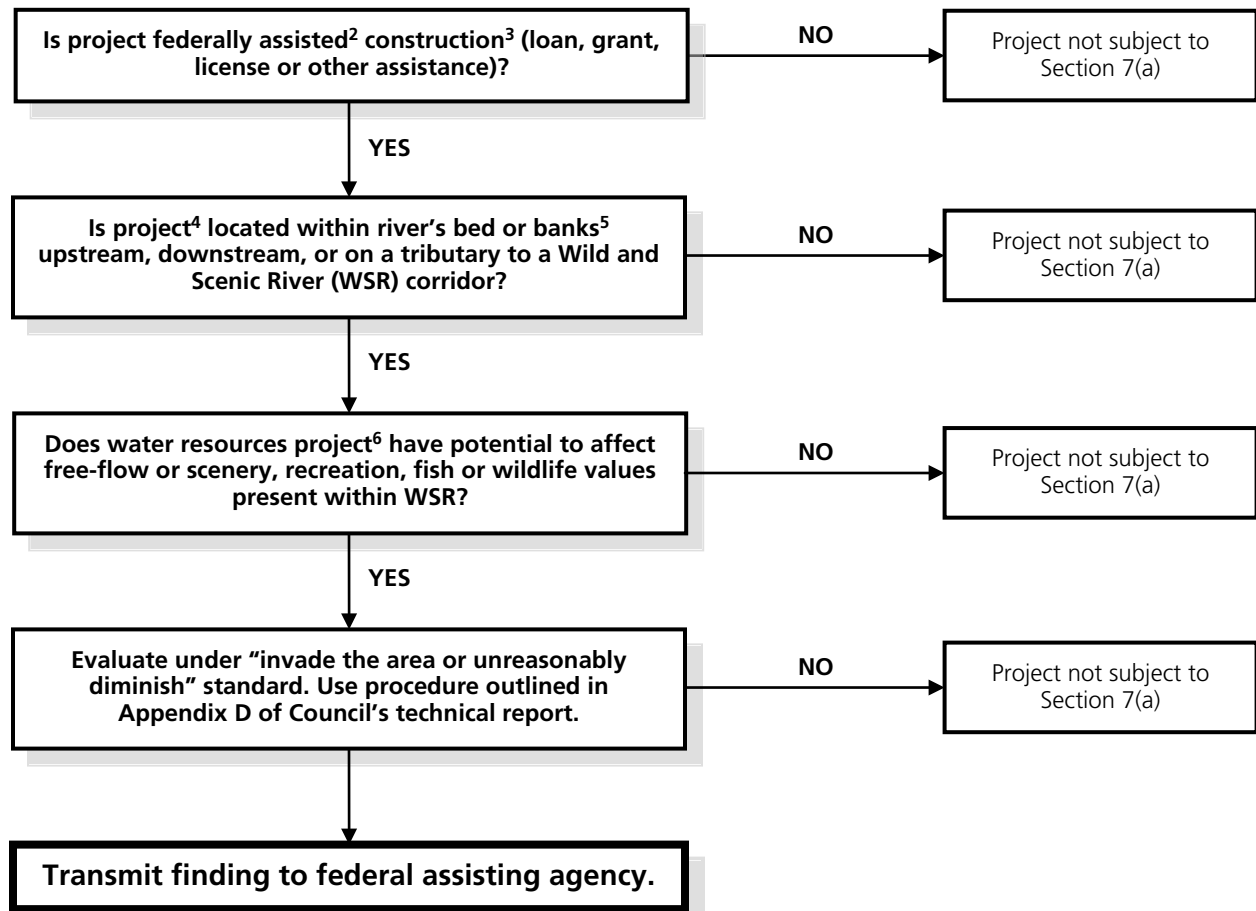 Is project federally assisted² construction³ (loan, grant,
license or other assistance)?
NO
Project not subject to
Section 7(a)
YES
Is project⁴ located within river's bed or banks⁵
upstream, downstream, or on a tributary to a Wild and
Scenic River (WSR) corridor?
NO
Project not subject to
Section 7(a)
YES
Does water resources project⁶ have potential to affect
free-flow or scenery, recreation, fish or wildlife values
present within WSR?
NO
Project not subject to
Section 7(a)
YES
Evaluate under "invade the area or unreasonably
diminish" standard. Use procedure outlined in
Appendix D of Council's technical report.
NO
Project not subject to
Section 7(a)
Transmit finding to federal assisting agency.